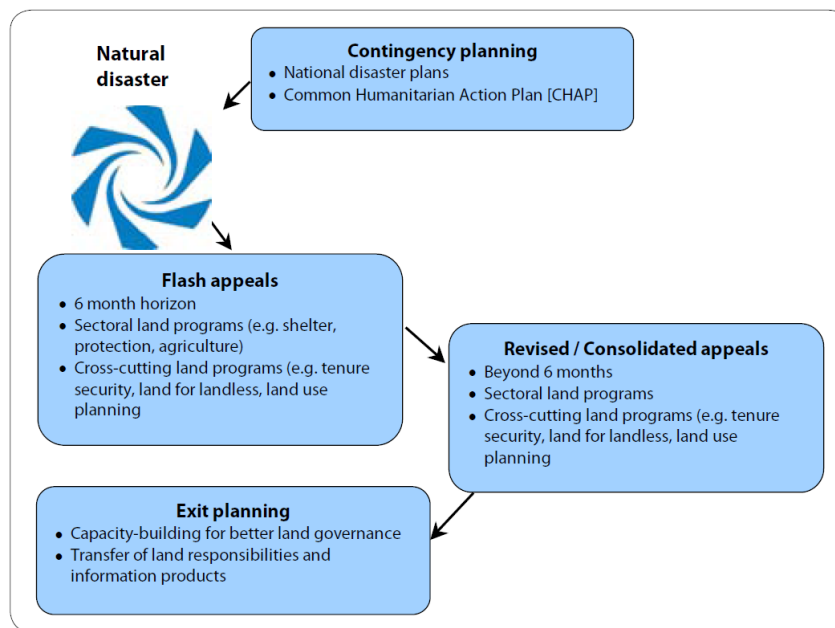 Natural
disaster
Contingency planning
• National disaster plans
• Common Humanitarian Action Plan [CHAP]
Flash appeals
• 6 month horizon
• Sectoral land programs (e.g. shelter,
protection, agriculture)
• Cross-cutting land programs (e.g. tenure
security, land for landless, land use
planning
Revised / Consolidated appeals
• Beyond 6 months
• Sectoral land programs
• Cross-cutting land programs (e.g. tenure
security, land for landless, land use
planning
Exit planning
• Capacity-building for better land governance
• Transfer of land responsibilities and
information products